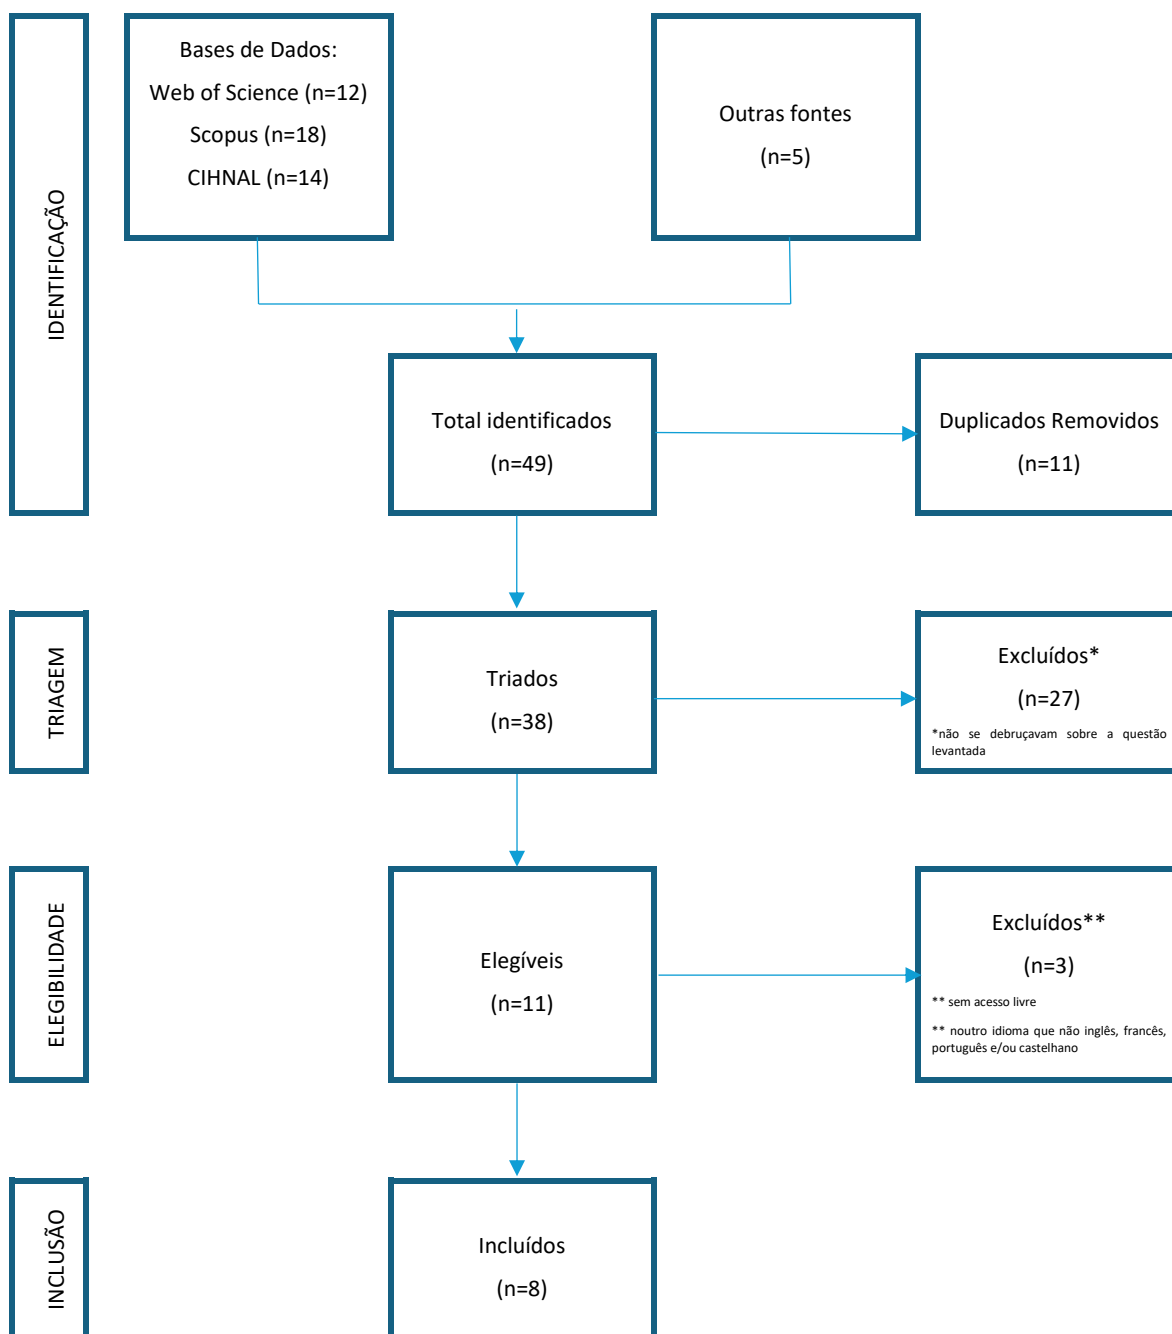 IDENTIFICAÇÃO
Bases de Dados:
Web of Science (n=12)
Scopus (n=18)
CIHNAL (n=14)
Outras fontes
(n=5)
Total identificados
(n=49)
Duplicados Removidos
(n=11)
TRIAGEM
Triados
(n=38)
Excluídos*
(n=27)
*não se debruçavam sobre a questão
levantada
ELEGIBILIDADE
Elegíveis
(n=11)
Excluídos**
(n=3)
** sem acesso livre
** noutro idioma que não inglês, francês,
português e/ou castelhano
INCLUSÃO
Incluídos
(n=8)